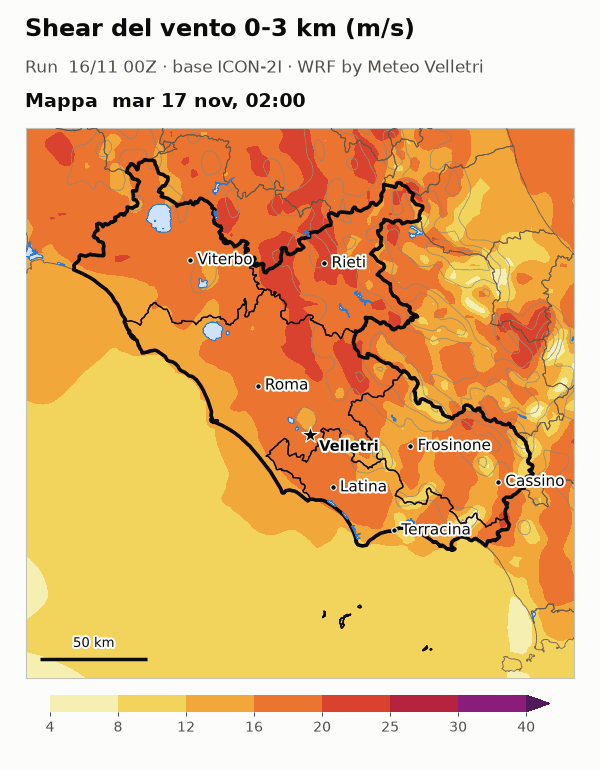 Shear del vento 0-3 km (m/s)
Run 16/11 00Z · base ICON-2I · WRF by Meteo Velletri
Mappa mar 17 nov, 02:00
Viterbo
Rieti
Roma
Velletri
Frosinone
Latina
Cassino
Terracina
50 km
4 8 12 16 20 25 30 40